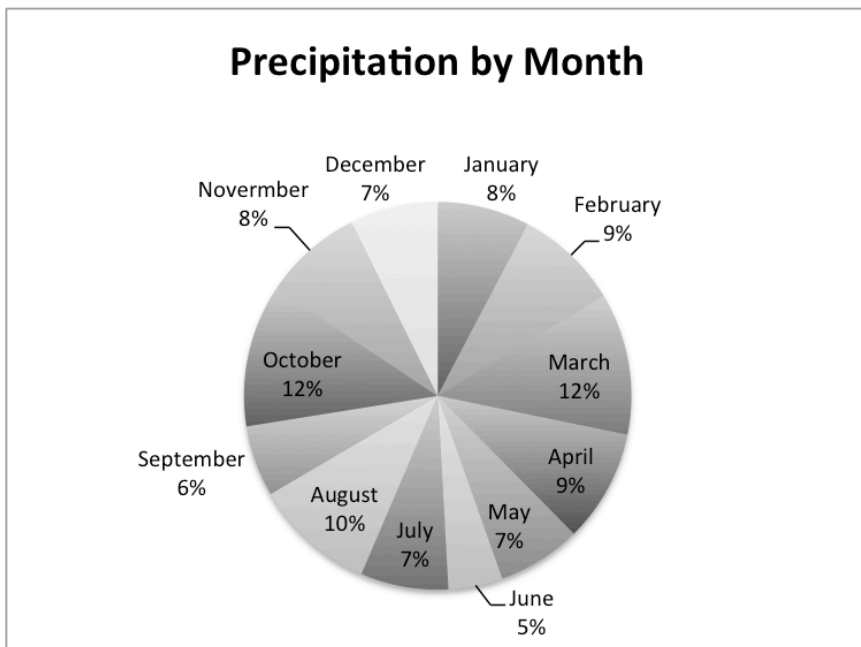 Precipitation by Month
January
8%
February
9%
March
12%
April
9%
May
7%
June
5%
July
7%
August
10%
September
6%
October
12%
Novermber
8%
December
7%